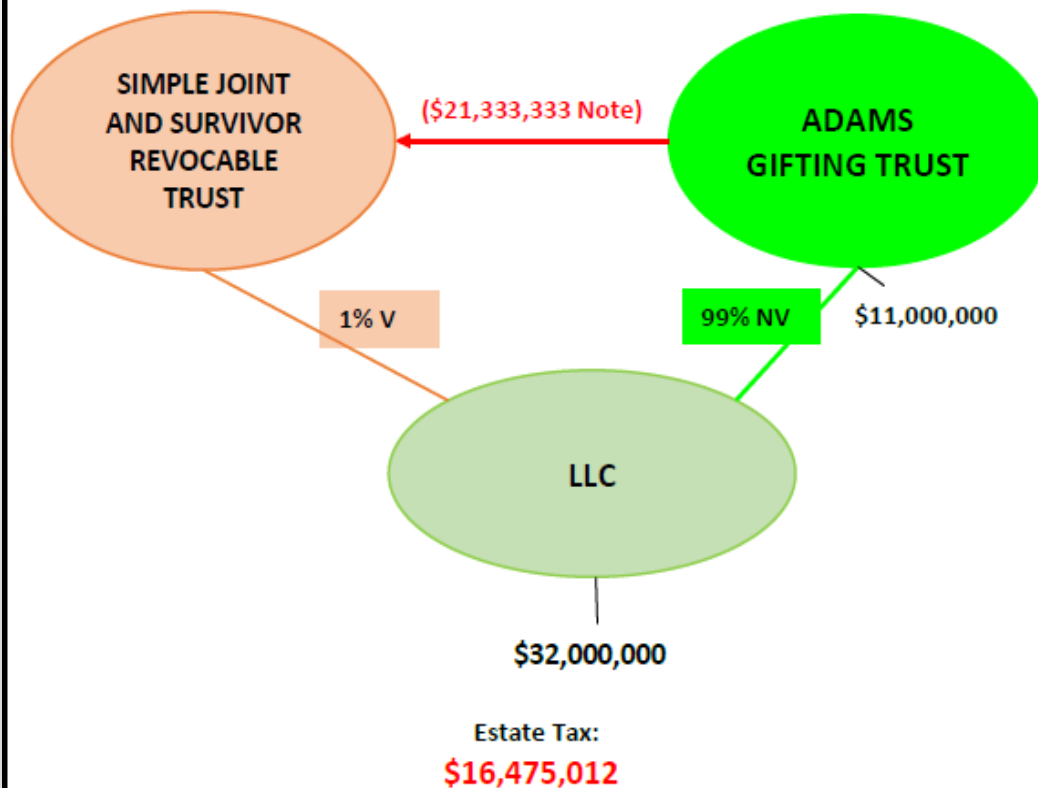 SIMPLE JOINT
AND SURVIVOR
REVOCABLE
TRUST
($21,333,333 Note)
ADAMS
GIFTING TRUST
1% V
99% NV
$11,000,000
LLC
$32,000,000
Estate Tax:
$16,475,012